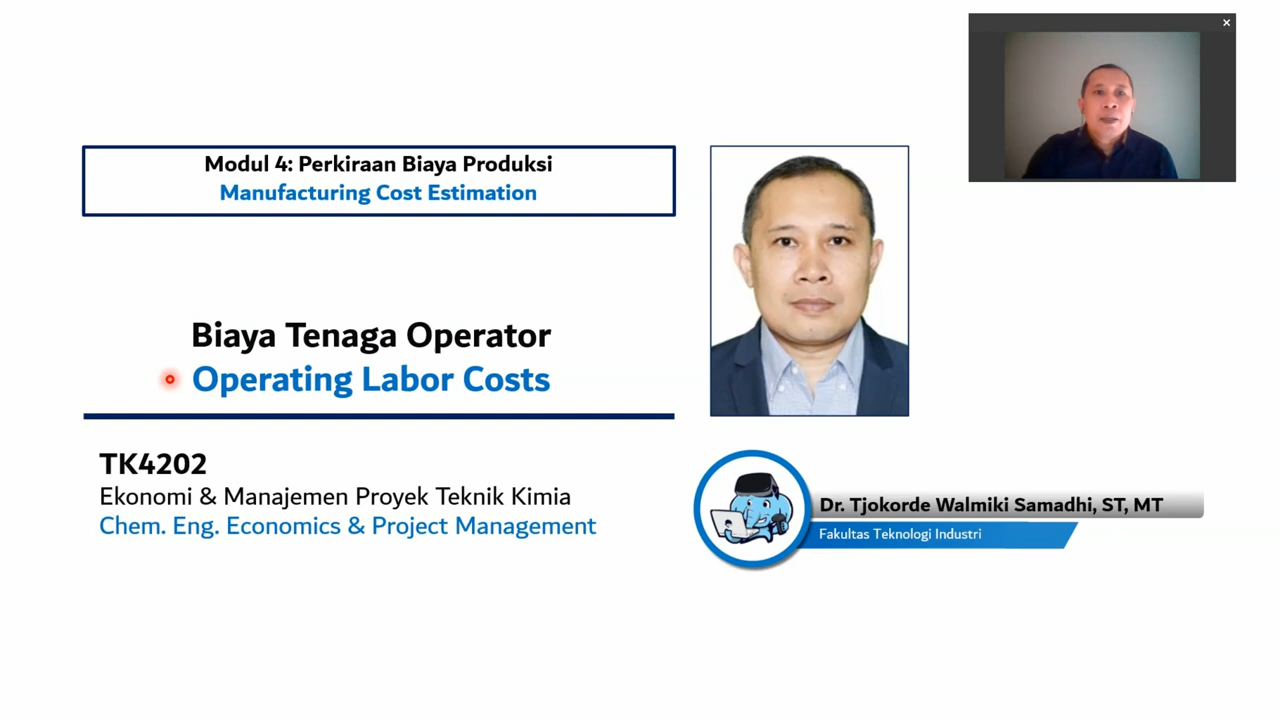 Modul 4: Perkiraan Biaya Produksi
Manufacturing Cost Estimation
Biaya Tenaga Operator
Operating Labor Costs
TK4202
Ekonomi & Manajemen Proyek Teknik Kimia
Chem. Eng. Economics & Project Management
Dr. Tjokorde Walmiki Samadhi, ST, MT
Fakultas Teknologi Industri